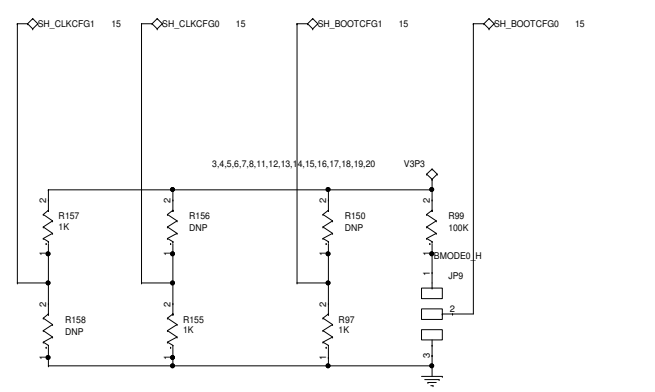 SH_CLKCFG1 15 SH_CLKCFG0 15 SH_BOOTCFG1 15 SH_BOOTCFG0 15
3,4,5,6,7,8,11,12,13,14,15,16,17,18,19,20 V3P3
2 2 2 2
R157 R156 R150 R99
1K DNP DNP 100K
1 1 1 1
BMODE0_H
1 JP9
2 2 2 2
R158 R155 R97
DNP 1K 1K
1 1 1 3